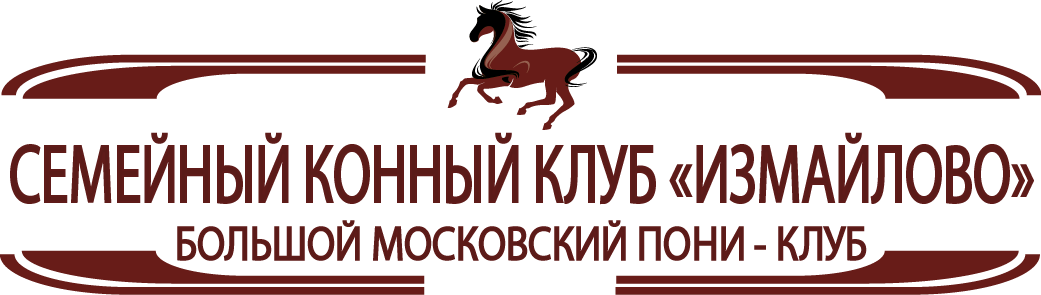 СЕМЕЙНЫЙ КОННЫЙ КЛУБ «ИЗМАЙЛОВО»
БОЛЬШОЙ МОСКОВСКИЙ ПОНИ - КЛУБ